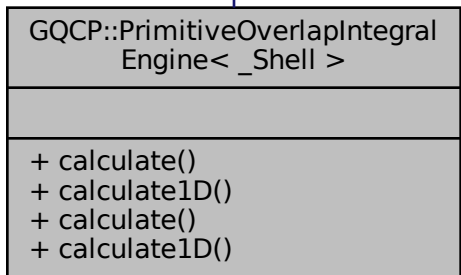 GQCP::PrimitiveOverlapIntegral
Engine< _Shell >
+ calculate()
+ calculate1D()
+ calculate()
+ calculate1D()